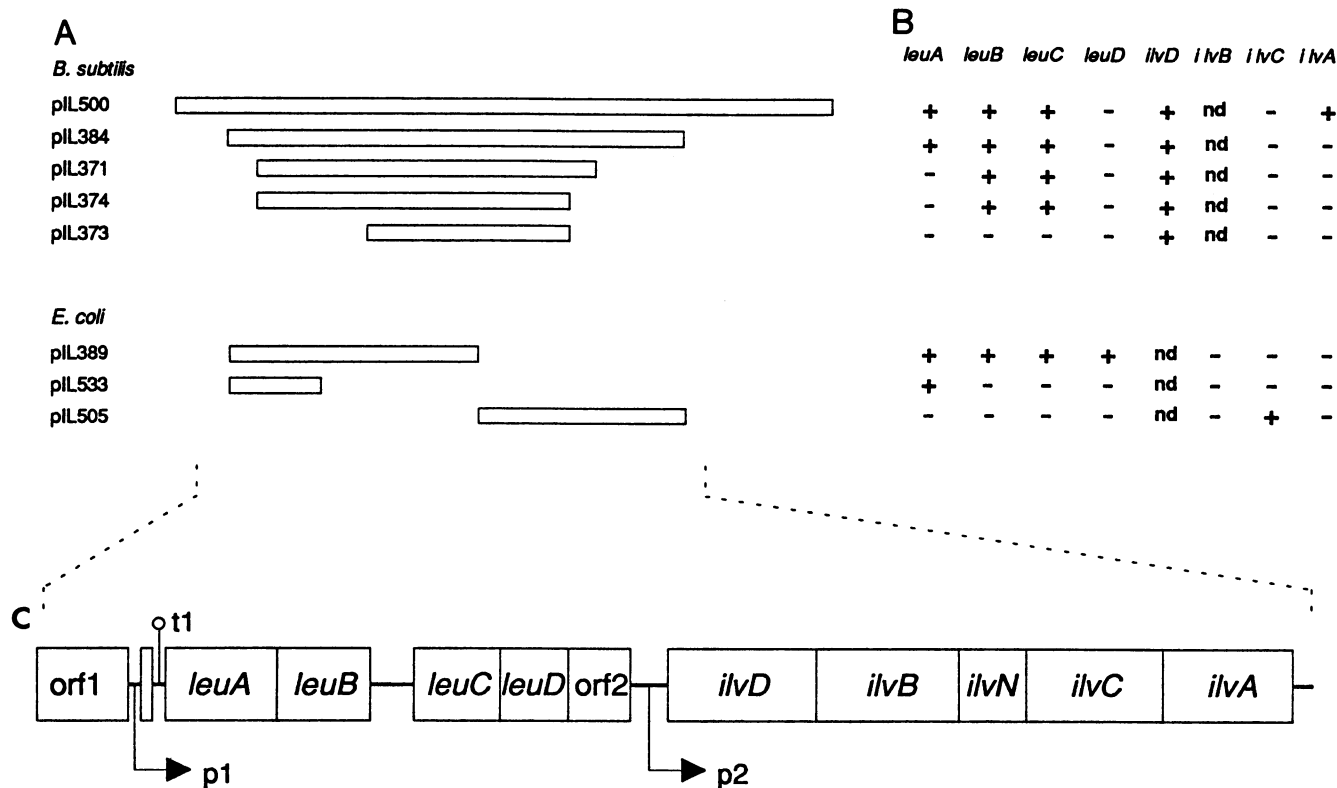 A
B
leuA leuB leuC leuD ilvD ilvB ilvC ilvA
B. subtilis
pIL500 + + + - + nd - +
pIL384 + + + - + nd - -
pIL371 - + + - + nd - -
pIL374 - + + - + nd - -
pIL373 - - - - + nd - -
E. coli
pIL389 + + + + nd - - -
pIL533 + - - - nd - - -
pIL505 - - - - nd - + -
C
t1
orf1 leuA leuB leuC leuD orf2 ilvD ilvB ilvN ilvC ilvA
p1 p2